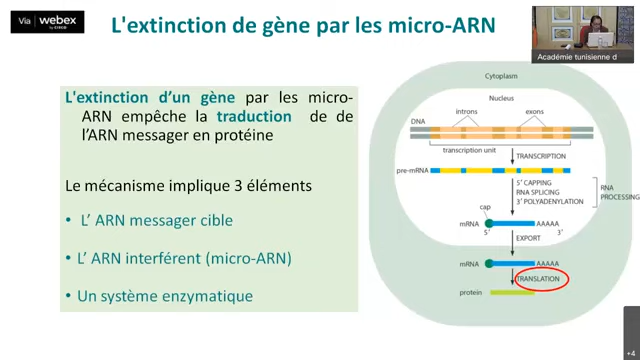 Via webex
BY CISCO
L'extinction de gène par les micro-ARN
Académie tunisienne d
L'extinction d'un gène par les micro-
ARN empêche la traduction de de
l'ARN messager en protéine
Le mécanisme implique 3 éléments
• L' ARN messager cible
• L' ARN interférent (micro-ARN)
• Un système enzymatique
Cytoplasm
Nucleus
introns
exons
DNA
transcription unit
TRANSCRIPTION
pre-mRNA
5' CAPPING
RNA SPLICING
3' POLYADENYLATION
RNA
PROCESSING
cap
mRNA
AAAAA
5'
3'
EXPORT
mRNA
AAAAA
TRANSLATION
protein
+4